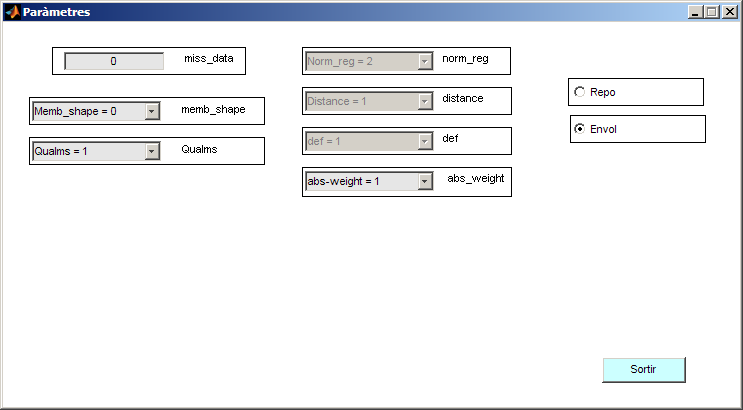 Paràmetres
0 miss_data
Memb_shape = 0 memb_shape
Qualms = 1 Qualms
Norm_reg = 2 norm_reg
Distance = 1 distance
def = 1 def
abs-weight = 1 abs_weight
Repo
Envol
Sortir